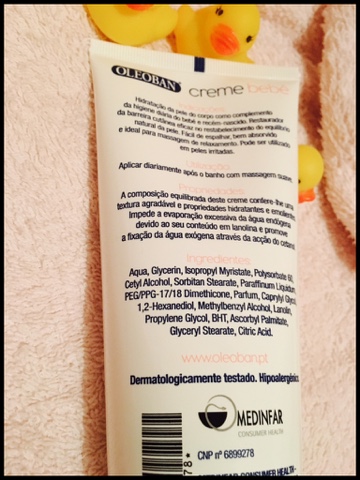 OLEOBAN® creme bebé
Hidratação da pele do corpo como complemento
da higiene diária do bebé e recém-nascido. Restaurador
da barreira cutânea eficaz no restabelecimento do equilíbrio
natural da pele. Fácil de espalhar, bem absorvido
e ideal para massagem de relaxamento. Pode ser utilizado
em peles irritadas.
Aplicar diariamente após o banho com massagem suave.
Propriedades:
A composição equilibrada deste creme confere-lhe uma
textura agradável e propriedades hidratantes e emolientes.
Impede a evaporação excessiva da água endógena
devido ao seu conteúdo em lanolina e promove
a fixação da água exógena através da acção do cetanol
Ingredientes:
Aqua, Glycerin, Isopropyl Myristate, Polysorbate 60,
Cetyl Alcohol, Sorbitan Stearate, Paraffinum Liquidum,
PEG/PPG-17/18 Dimethicone, Parfum, Caprylyl Glycol,
1,2-Hexanediol, Methylbenzyl Alcohol, Lanolin,
Propylene Glycol, BHT, Ascorbyl Palmitate,
Glyceryl Stearate, Citric Acid.
www.oleoban.pt
Dermatologicamente testado. Hipoalergénico
MEDINFAR
CONSUMER HEALTH
CNP nº 6899278
MEDINFAR CONSUMER HEALTH -